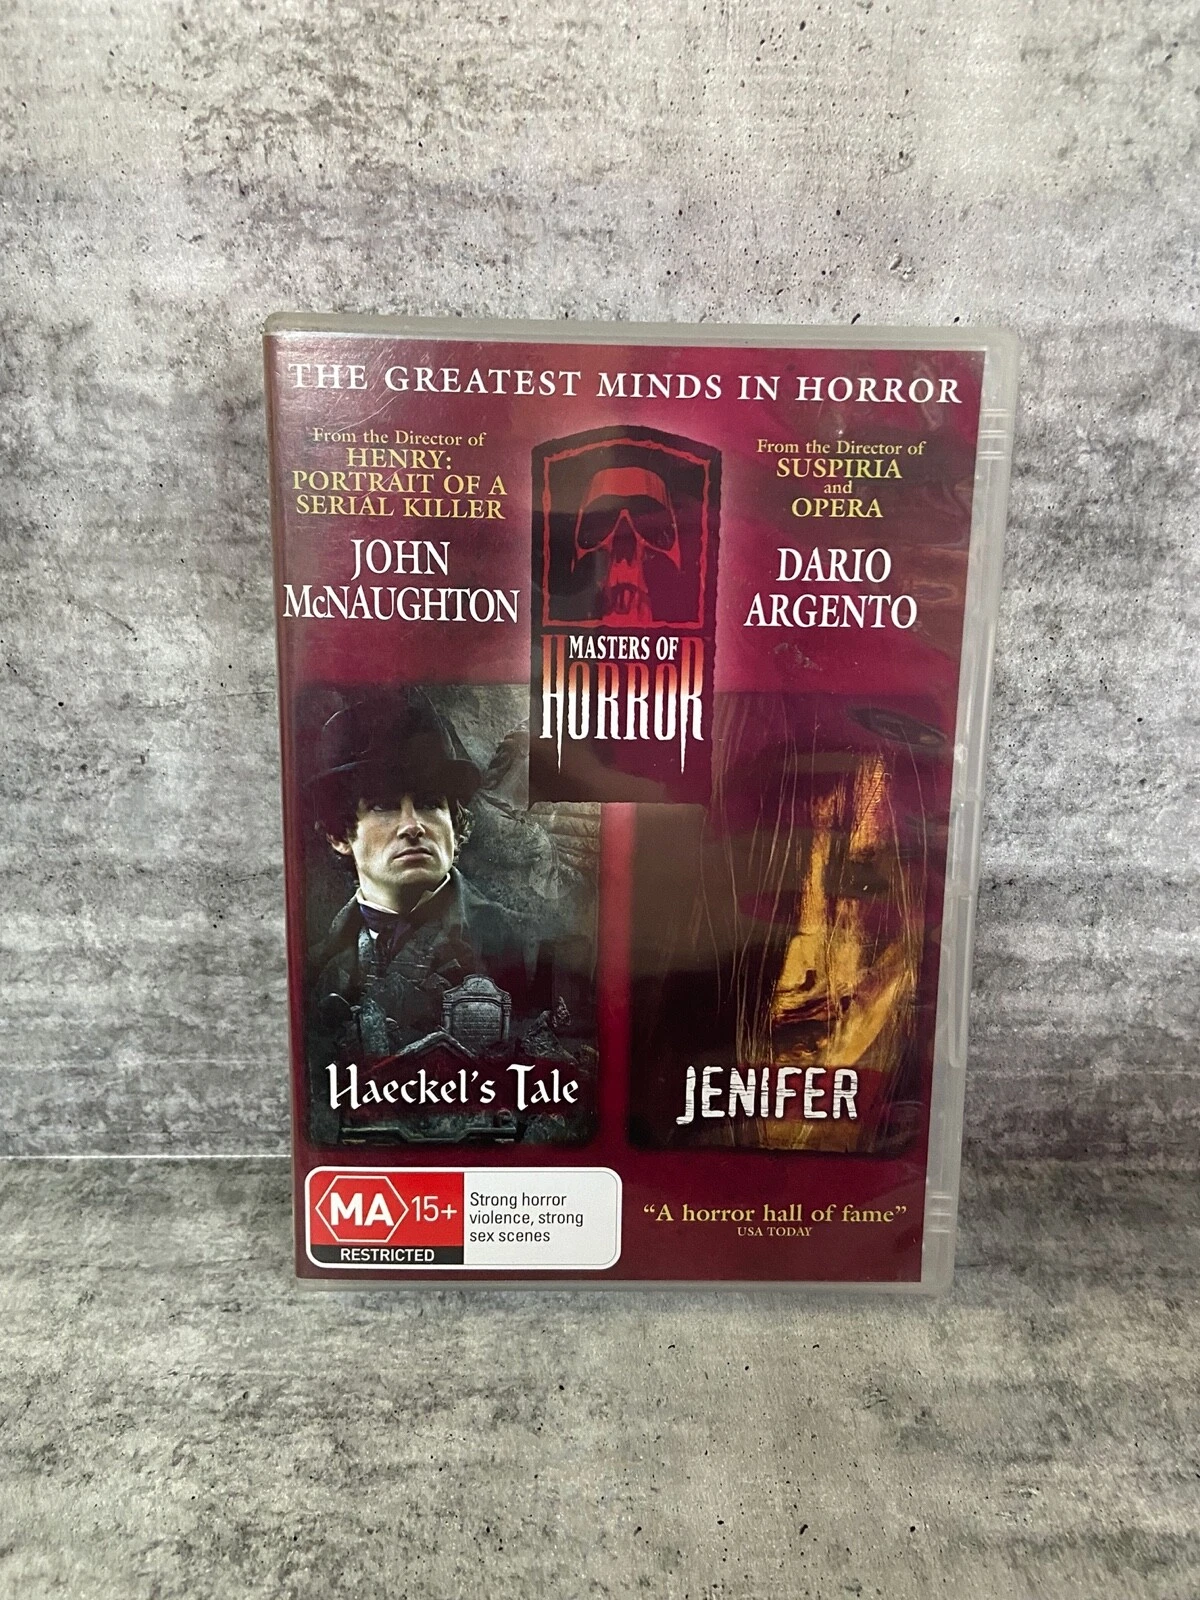 THE GREATEST MINDS IN HORROR
From the Director of
HENRY:
PORTRAIT OF A
SERIAL KILLER
JOHN
McNAUGHTON
From the Director of
SUSPIRIA
and
OPERA
DARIO
ARGENTO
MASTERS OF
HORROR
Haeckel's Tale
JENIFER
MA 15+
RESTRICTED
Strong horror
violence, strong
sex scenes
“A horror hall of fame”
USA TODAY